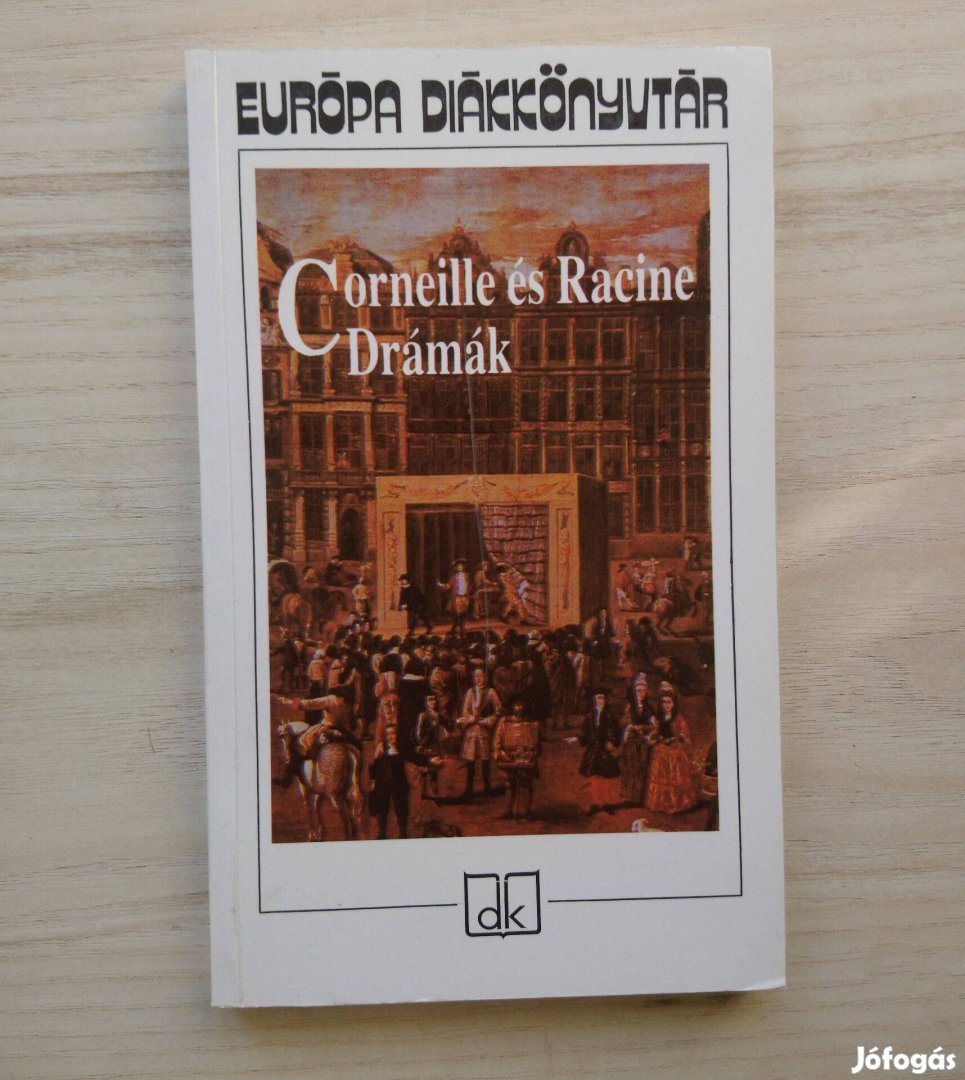 EURÓPA DIÁKKÖNYVTÁR
Corneille és Racine
Drámák
dk
Jófogás